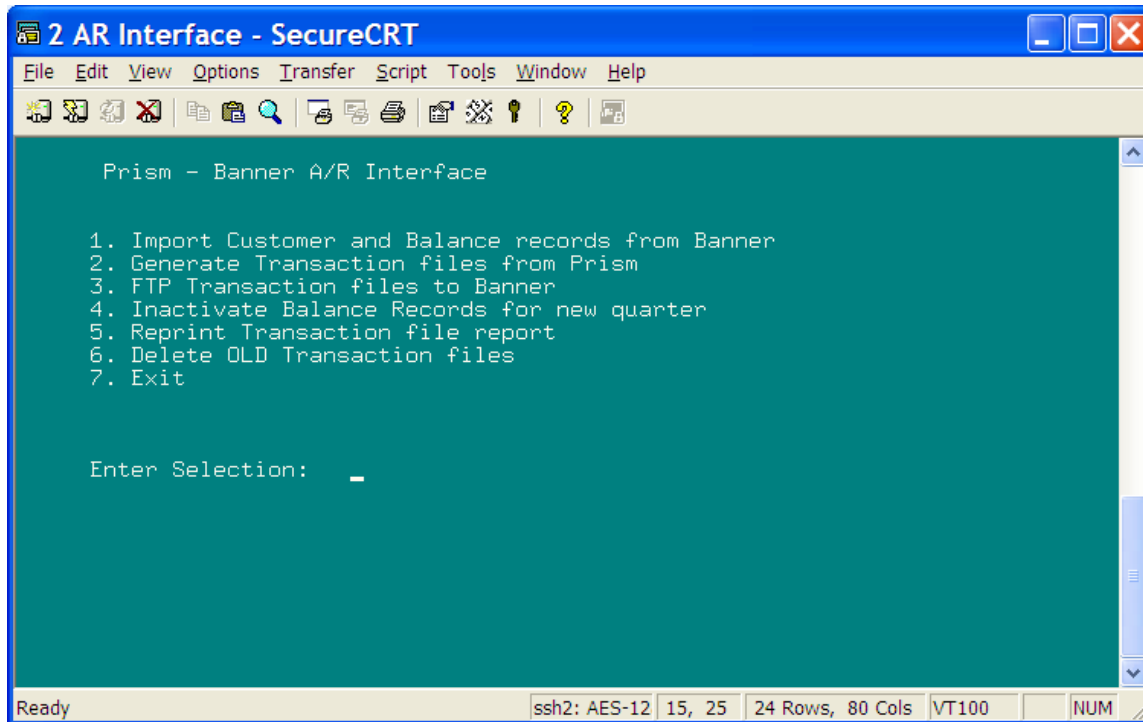 2 AR Interface - SecureCRT
File Edit View Options Transfer Script Tools Window Help
Prism - Banner A/R Interface
1. Import Customer and Balance records from Banner
2. Generate Transaction files from Prism
3. FTP Transaction files to Banner
4. Inactivate Balance Records for new quarter
5. Reprint Transaction file report
6. Delete OLD Transaction files
7. Exit
Enter Selection: _
Ready ssh2: AES-12 15, 25 24 Rows, 80 Cols VT100 NUM